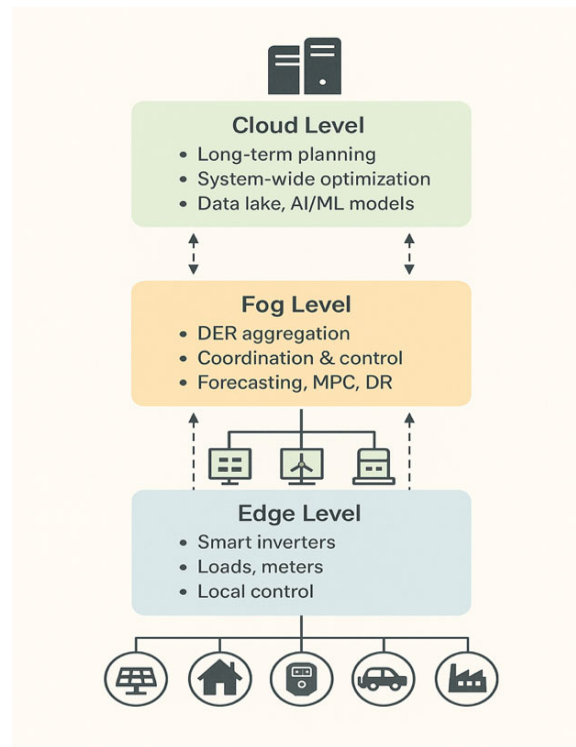 Cloud Level
• Long-term planning
• System-wide optimization
• Data lake, AI/ML models
Fog Level
• DER aggregation
• Coordination & control
• Forecasting, MPC, DR
Edge Level
• Smart inverters
• Loads, meters
• Local control